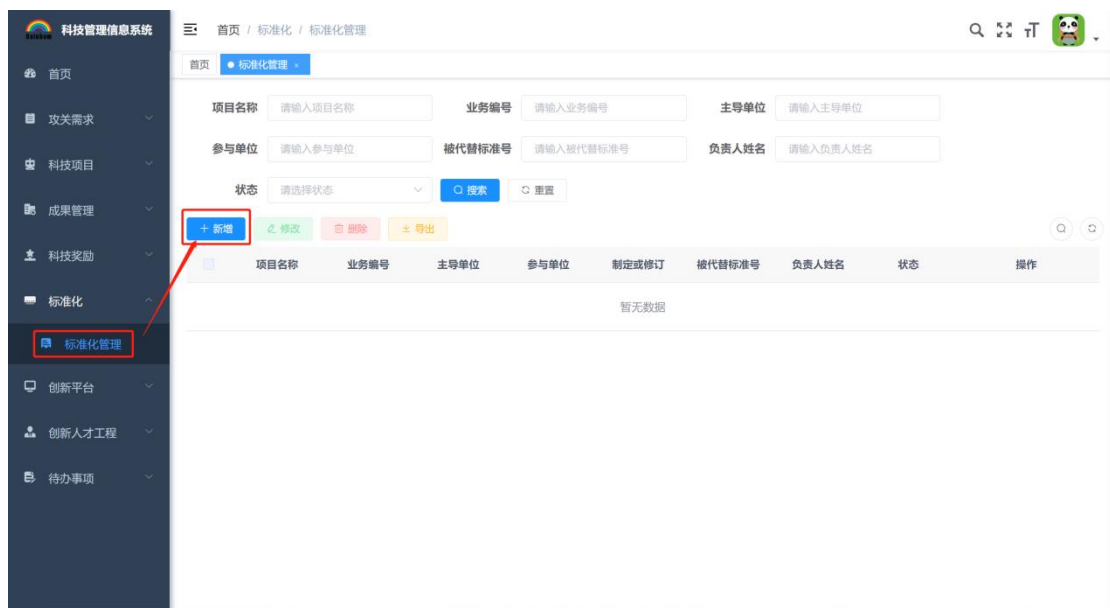 科技管理信息系统
首页 / 标准化 / 标准化管理
首页
标准化管理 ×
首页
攻关需求
科技项目
成果管理
科技奖励
标准化
标准化管理
创新平台
创新人才工程
待办事项
项目名称 请输入项目名称 业务编号 请输入业务编号 主导单位 请输入主导单位
参与单位 请输入参与单位 被代替标准号 请输入被代替标准号 负责人姓名 请输入负责人姓名
状态 请选择状态 搜索 重置
+ 新增 修改 删除 导出
项目名称 业务编号 主导单位 参与单位 制定或修订 被代替标准号 负责人姓名 状态 操作
暂无数据